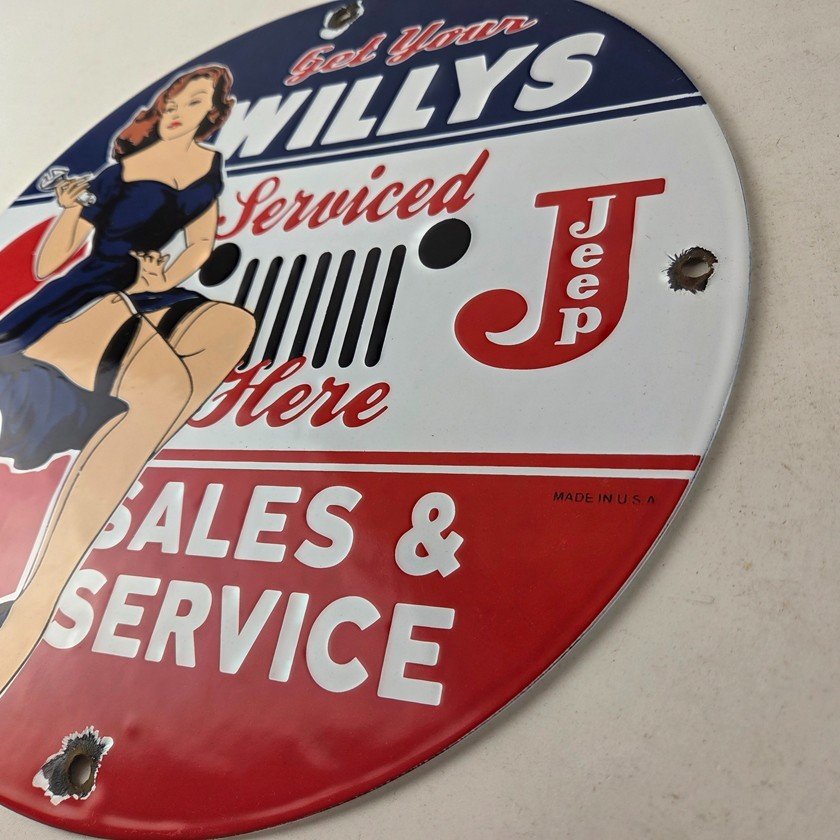 Get Your
WILLYS
Serviced
Jeep
Here
SALES &
SERVICE
MADE IN U.S.A.